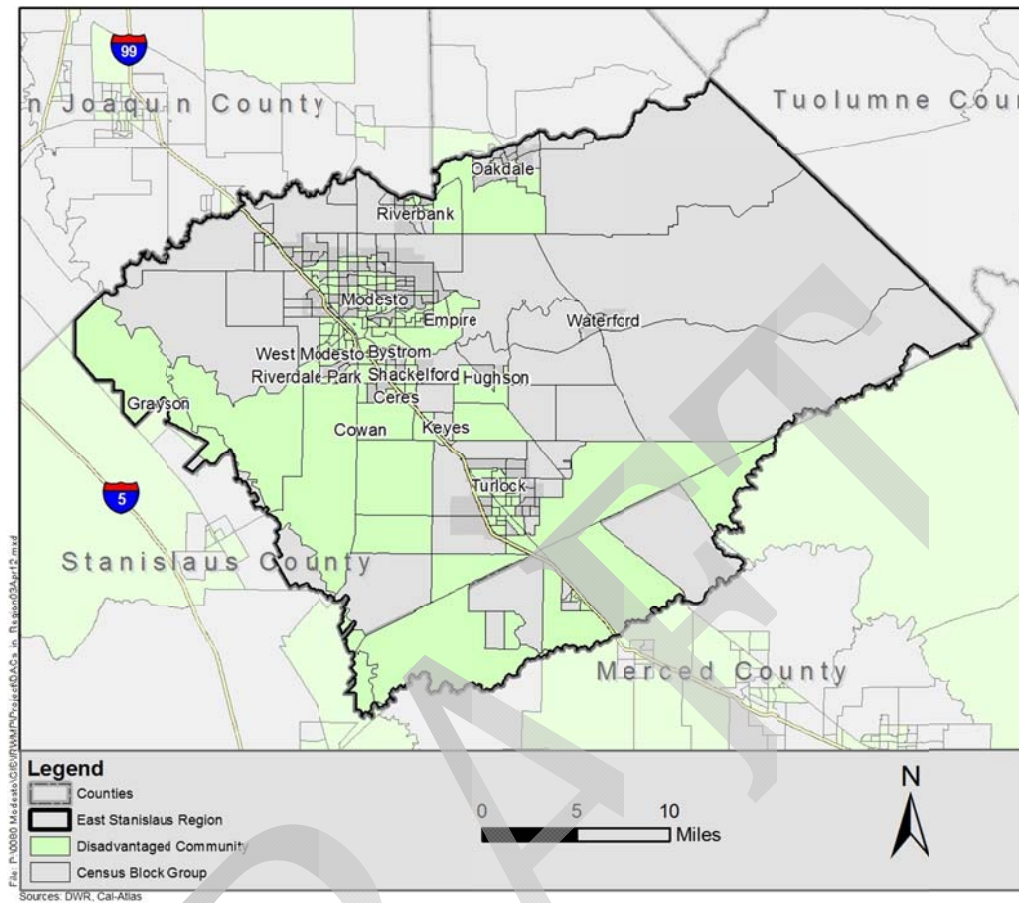 99
n Joaquin County
Tuolumne Cour
Oakdale
Riverbank
Modesto
Empire
Waterford
West Modesto
Bystrom
Riverdale Park
Shackelford
Hughson
Ceres
Grayson
Cowan
Keyes
Turlock
5
Stanislaus County
Merced County
DRAFT
Legend
Counties
East Stanislaus Region
Disadvantaged Community
Census Block Group
0 5 10
Miles
N
Sources: DWR, Cal-Atlas